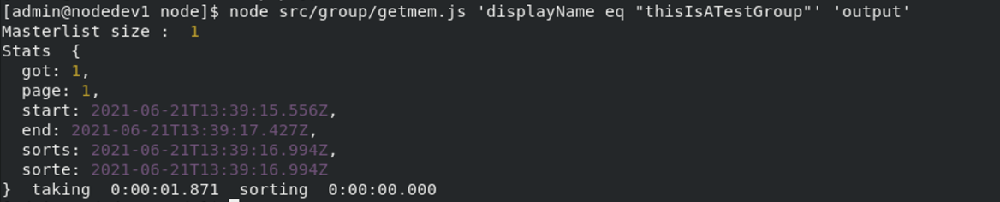 [admin@nodedev1 node]$ node src/group/getmem.js 'displayName eq "thisIsATestGroup"' 'output'
Masterlist size :  1
Stats  {
  got: 1,
  page: 1,
  start: 2021-06-21T13:39:15.556Z,
  end: 2021-06-21T13:39:17.427Z,
  sorts: 2021-06-21T13:39:16.994Z,
  sorte: 2021-06-21T13:39:16.994Z
}  taking  0:00:01.871  sorting  0:00:00.000